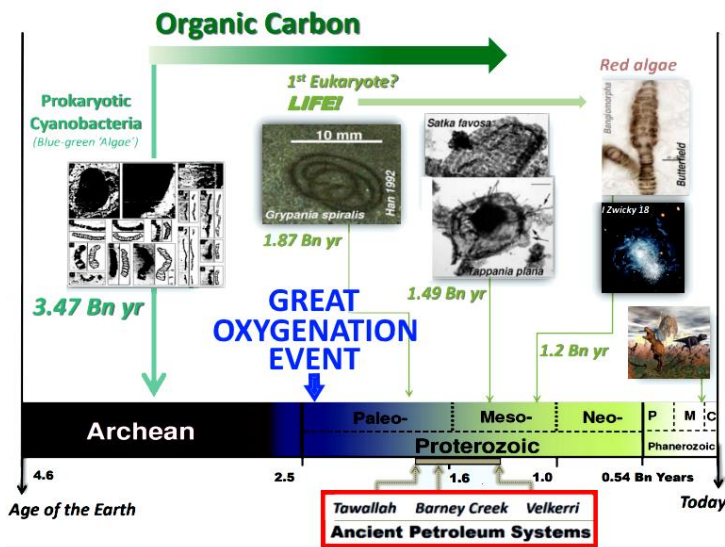 Organic Carbon
1st Eukaryote?
LIFE!
Red algae
Prokaryotic
Cyanobacteria
(Blue-green 'Algae')
10 mm
Grypania spiralis
Han 1992
Satka favosa
Tappania plana
Bangiomorpha
Butterfield
I Zwicky 18
3.47 Bn yr
1.87 Bn yr
1.49 Bn yr
1.2 Bn yr
GREAT
OXYGENATION
EVENT
Archean
Paleo-
Meso-
Neo-
P
M
C
Proterozoic
Phanerozoic
4.6
2.5
1.6
1.0
0.54 Bn Years
Age of the Earth
Today
Tawallah
Barney Creek
Velkerri
Ancient Petroleum Systems